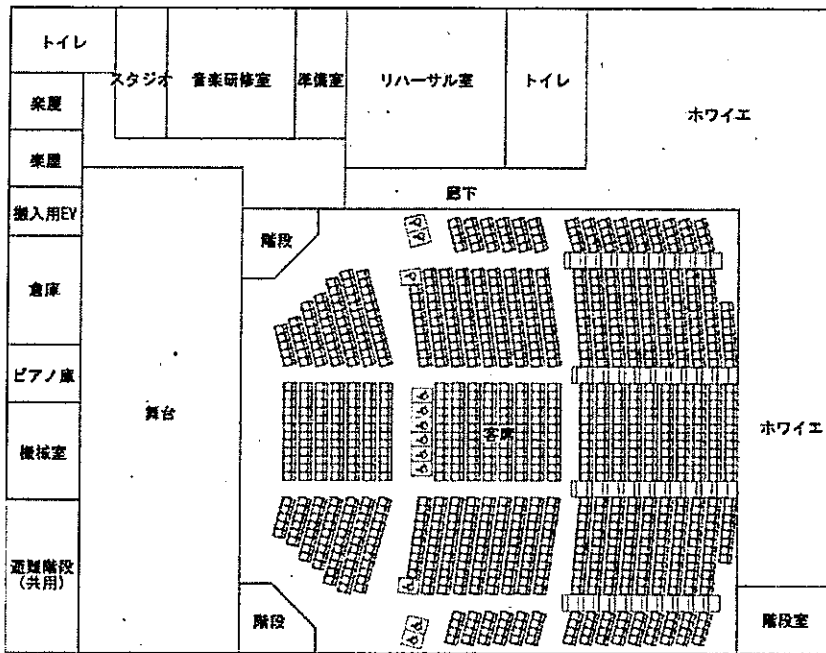 トイレ
スタジオ
音楽研修室
準備室
リハーサル室
トイレ
楽屋
ホワイエ
楽屋
廊下
搬入用EV
階段
倉庫
ピアノ庫
舞台
客席
ホワイエ
機械室
避難階段
(共用)
階段
階段室